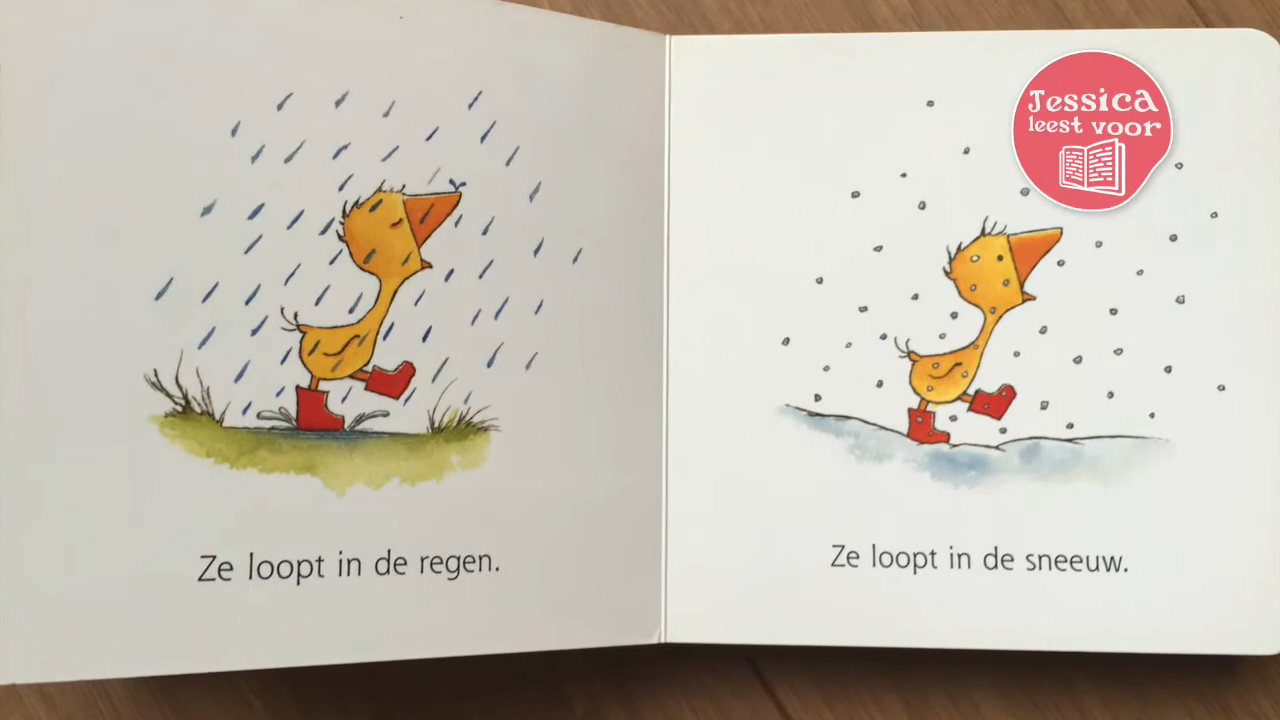 Jessica
leest voor
Ze loopt in de regen.
Ze loopt in de sneeuw.